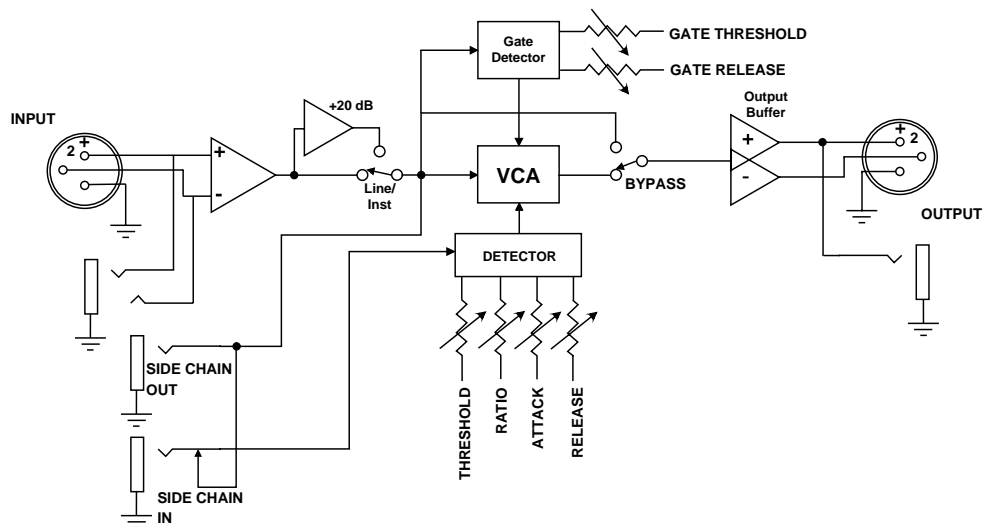 Gate
Detector
GATE THRESHOLD
GATE RELEASE
+20 dB
Output
Buffer
INPUT
+
2
+
-
Line/
Inst
VCA
BYPASS
+
-
+
2
OUTPUT
DETECTOR
SIDE CHAIN
OUT
THRESHOLD
RATIO
ATTACK
RELEASE
SIDE CHAIN
IN